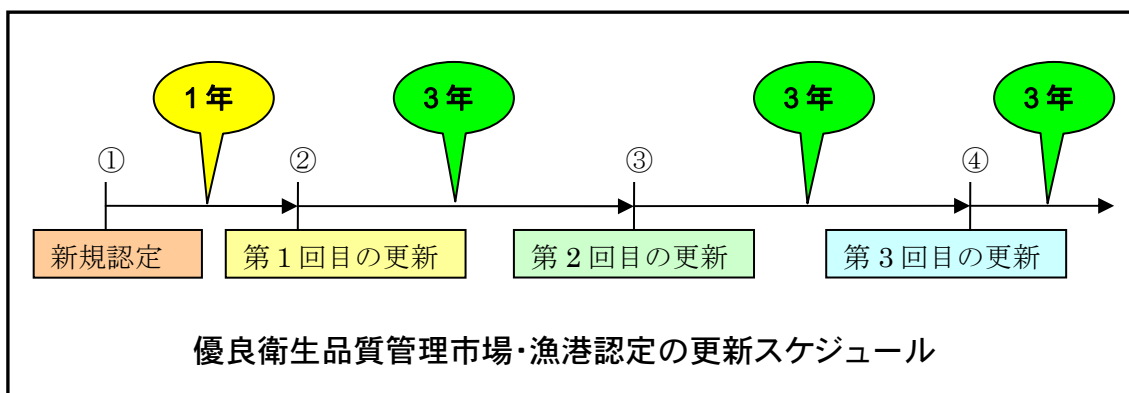 1年
3年
3年
3年
①
②
③
④
新規認定
第1回目の更新
第2回目の更新
第3回目の更新
優良衛生品質管理市場・漁港認定の更新スケジュール